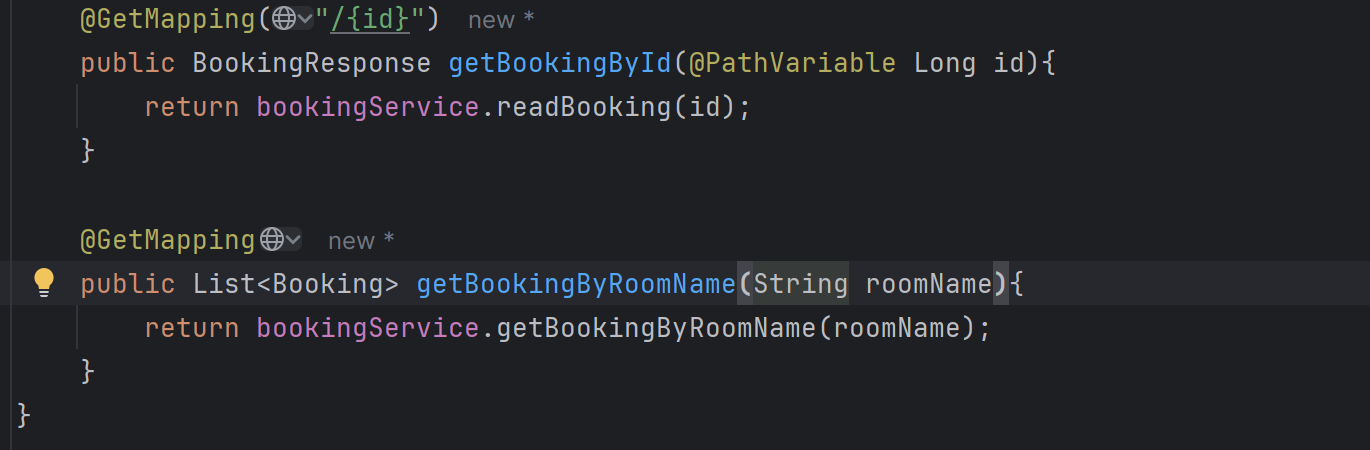 @GetMapping("/{id}") new *
public BookingResponse getBookingById(@PathVariable Long id){
return bookingService.readBooking(id);
}
@GetMapping new *
public List<Booking> getBookingByRoomName(String roomName){
return bookingService.getBookingByRoomName(roomName);
}
}